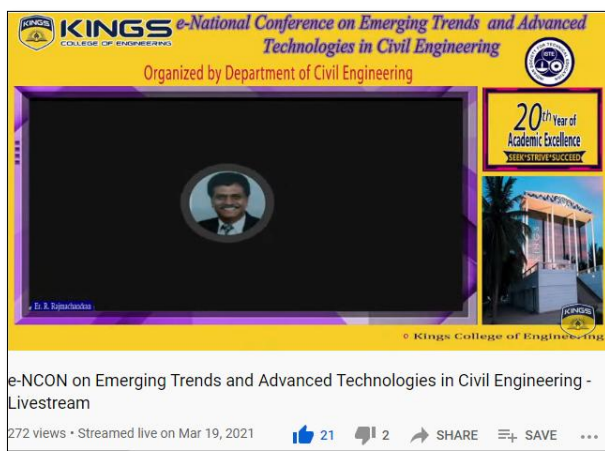 KINGS
COLLEGE OF ENGINEERING
e-National Conference on Emerging Trends and Advanced
Technologies in Civil Engineering
Organized by Department of Civil Engineering
ISTE
20th Year of
Academic Excellence
SEEK*STRIVE*SUCCEED
Er. R.
KINGS
© Kings College of Engineering
e-NCON on Emerging Trends and Advanced Technologies in Civil Engineering -
Livestream
272 views • Streamed live on Mar 19, 2021
21 2 SHARE SAVE